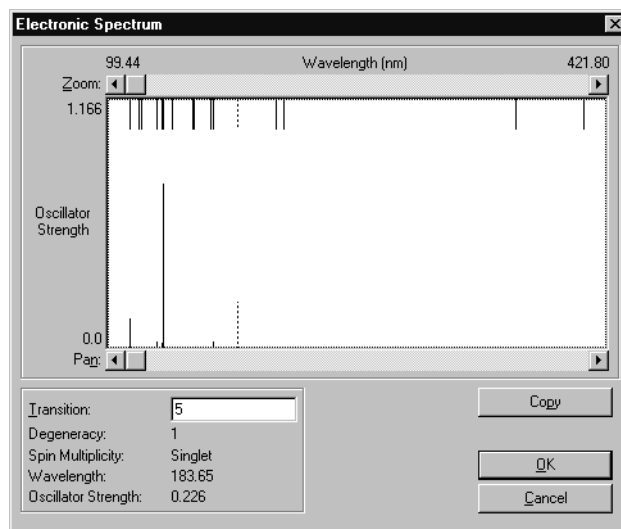 Electronic Spectrum
99.44 Wavelength (nm) 421.80
Zoom:
1.166
Oscillator
Strength
0.0
Pan:
Transition: 5
Degeneracy: 1
Spin Multiplicity: Singlet
Wavelength: 183.65
Oscillator Strength: 0.226
Copy
OK
Cancel